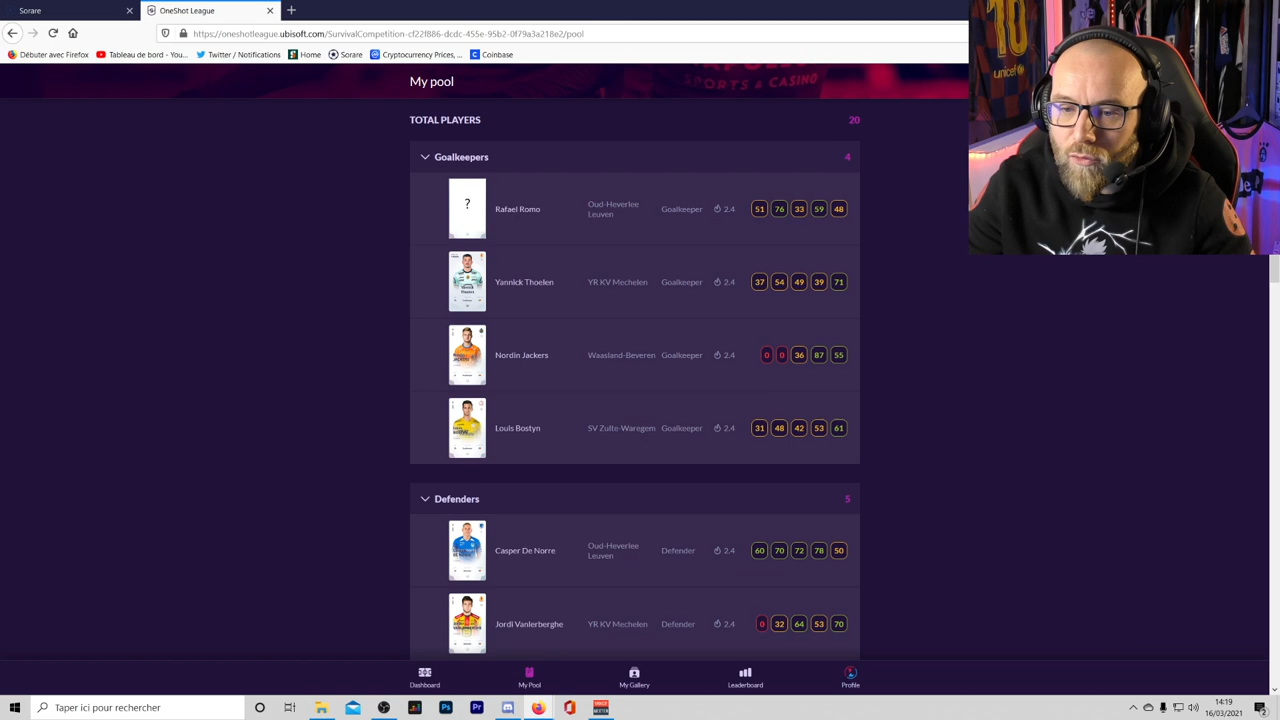 Sorare
OneShot League
https://oneshotleague.ubisoft.com/SurvivalCompetition-cf22f886-dcdc-455e-95b2-0f79a3a218e2/pool
Débuter avec Firefox
Tableau de bord - You...
Twitter / Notifications
Home
Sorare
Cryptocurrency Prices, ...
Coinbase
SPORTS & CASINO
10
unicef
My pool
TOTAL PLAYERS 20
Goalkeepers 4
?
Rafael Romo Oud-Heverlee Leuven Goalkeeper 2.4 51 76 33 59 48
Yannick Thoelen YR KV Mechelen Goalkeeper 2.4 37 54 49 39 71
Nordin Jackers Waasland-Beveren Goalkeeper 2.4 0 0 36 87 55
Louis Bostyn SV Zulte-Waregem Goalkeeper 2.4 31 48 42 53 61
Defenders 5
Casper De Norre Oud-Heverlee Leuven Defender 2.4 60 70 72 78 50
Jordi Vanlerberghe YR KV Mechelen Defender 2.4 0 32 64 53 70
Dashboard
My Pool
My Gallery
Leaderboard
Profile
Taper ici pour rechercher
14:19
16/03/2021
2